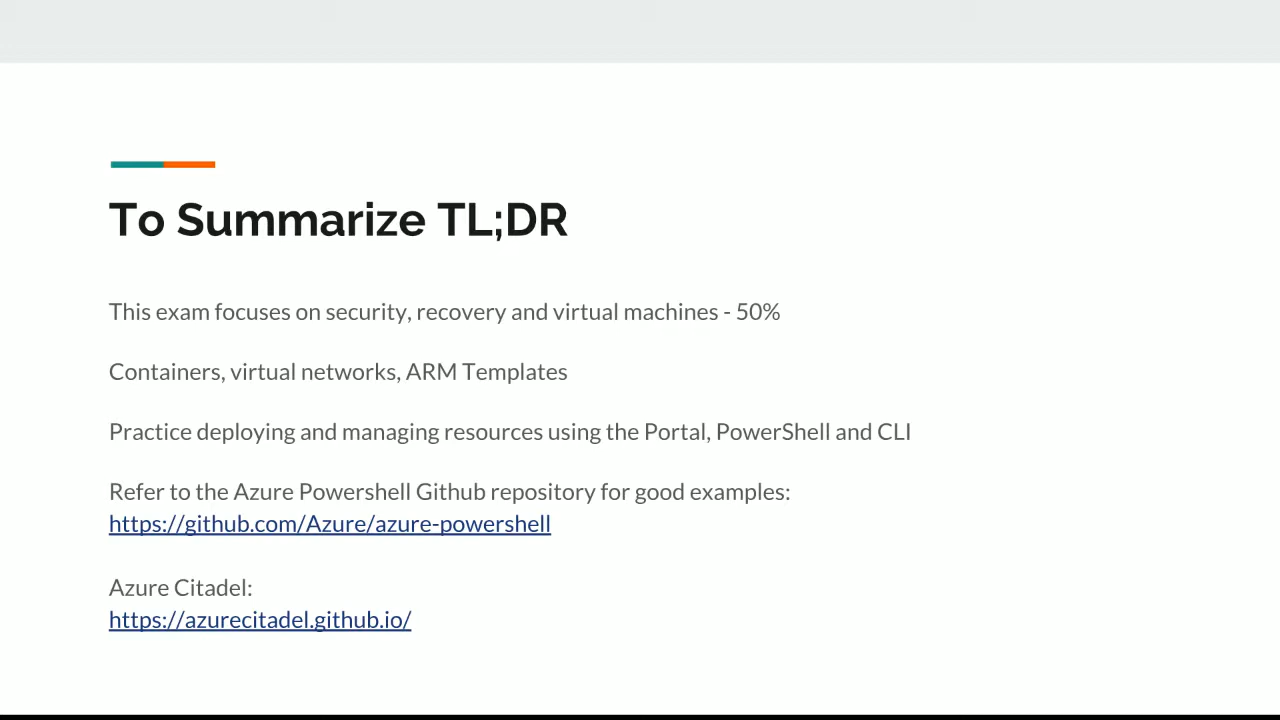 To Summarize TL;DR
This exam focuses on security, recovery and virtual machines - 50%
Containers, virtual networks, ARM Templates
Practice deploying and managing resources using the Portal, PowerShell and CLI
Refer to the Azure Powershell Github repository for good examples:
https://github.com/Azure/azure-powershell
Azure Citadel:
https://azurecitadel.github.io/